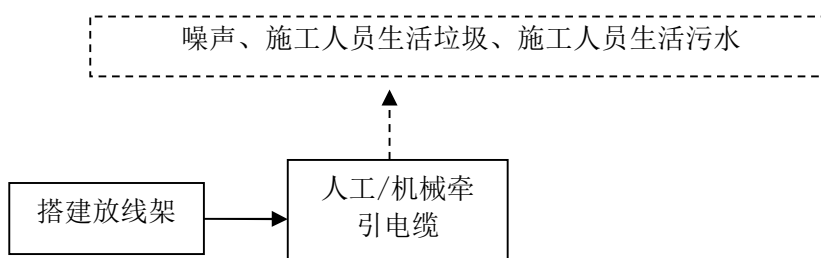 噪声、施工人员生活垃圾、施工人员生活污水
搭建放线架
人工/机械牵
引电缆